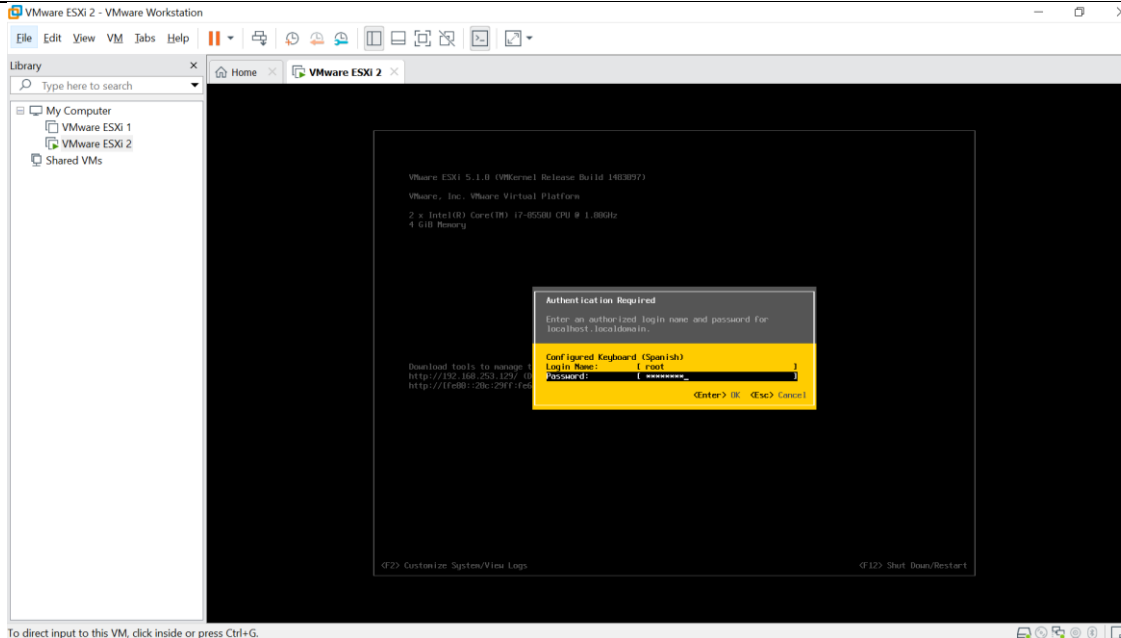 VMware ESXi 2 - VMware Workstation
File Edit View VM Tabs Help
Library
Type here to search
My Computer
VMware ESXi 1
VMware ESXi 2
Shared VMs
Home
VMware ESXi 2
VMware ESXi 5.1.0 (VMKernel Release Build 1483097)
VMware, Inc. VMware Virtual Platform
2 x Intel(R) Core(TM) i7-8550U CPU @ 1.80GHz
4 GiB Memory
Authentication Required
Enter an authorized login name and password for
localhost.localdomain.
Configured Keyboard (Spanish)
Login Name: [ root ]
Password: [ ********_ ]
<Enter> OK <Esc> Cancel
Download tools to manage t
http://192.168.253.129/ (D
http://[fe80::20c:29ff:fe6
<F2> Customize System/View Logs
<F12> Shut Down/Restart
To direct input to this VM, click inside or press Ctrl+G.